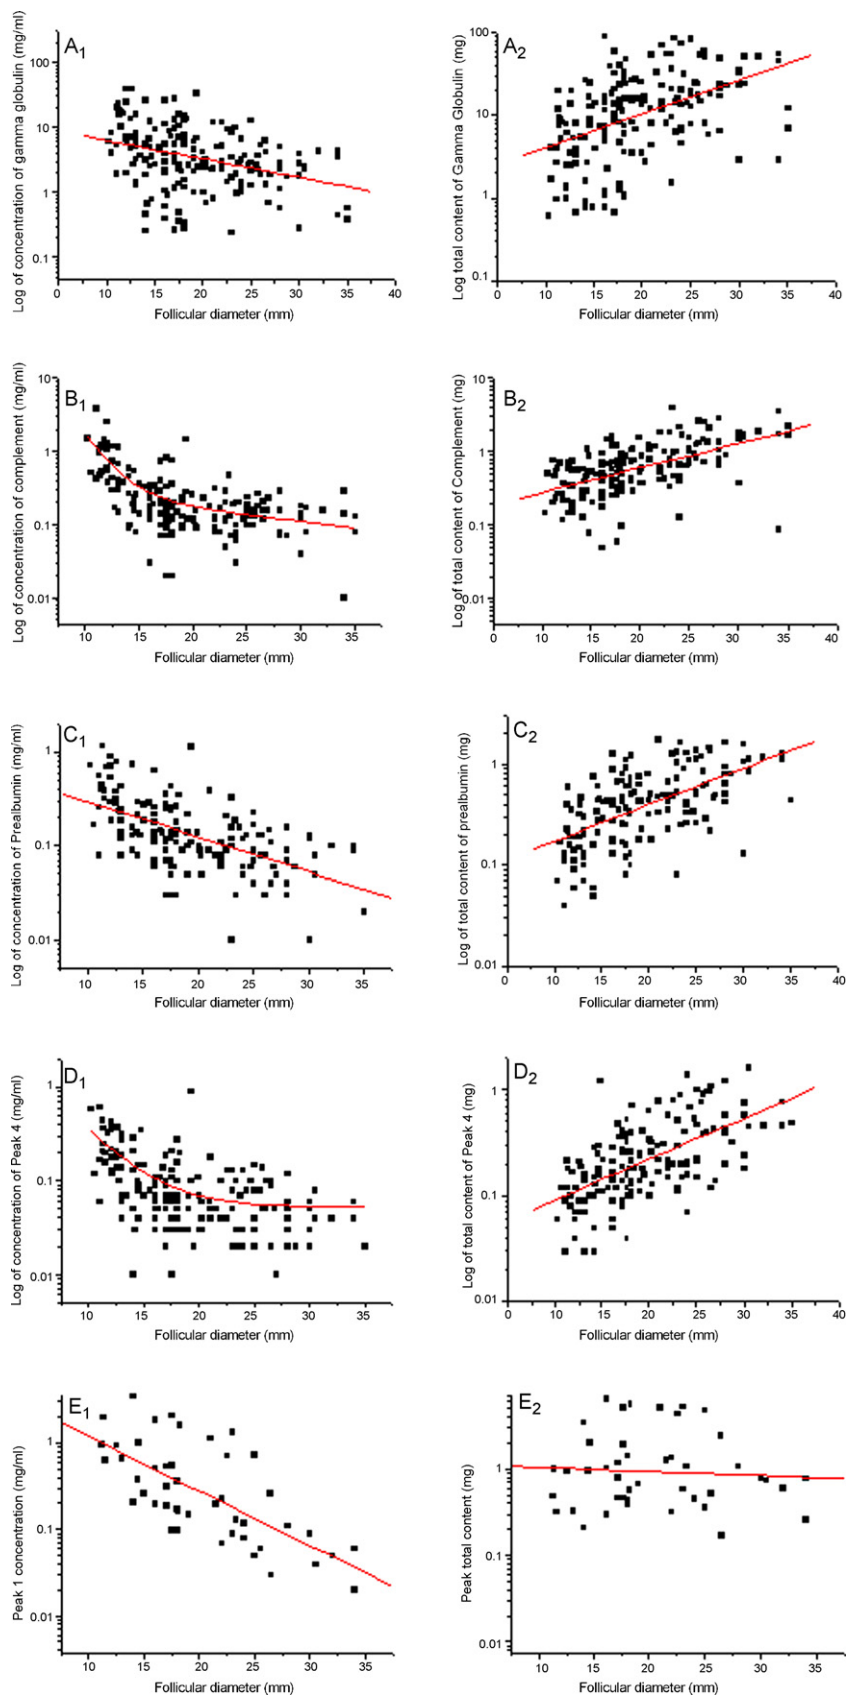 A1
Log of concentration of gamma globulin (mg/ml)
100
10
1
0.1
0 5 10 15 20 25 30 35 40
Follicular diameter (mm)
A2
Log total content of Gamma Globulin (mg)
100
10
1
0.1
0 10 15 20 25 30 35 40
Follicular diameter (mm)
B1
Log of concentration of complement (mg/ml)
10
1
0.1
0.01
10 15 20 25 30 35
Follicular diameter (mm)
B2
Log of total content of Complement (mg)
10
1
0.1
0.01
0 10 15 20 25 30 35 40
Follicular diameter (mm)
C1
Log of concentration of Prealbumin (mg/ml)
1
0.1
0.01
10 15 20 25 30 35
Follicular diameter (mm)
C2
Log of total content of prealbumin (mg)
1
0.1
0.01
0 10 15 20 25 30 35 40
Follicular diameter (mm)
D1
Log of concentration of Peak 4 (mg/ml)
1
0.1
0.01
10 15 20 25 30 35
Follicular diameter (mm)
D2
Log of total content of Peak 4 (mg)
1
0.1
0.01
0 10 15 20 25 30 35 40
Follicular diameter (mm)
E1
Peak 1 concentration (mg/ml)
1
0.1
0.01
10 15 20 25 30 35
Follicular diameter (mm)
E2
Peak total content (mg)
10
1
0.1
0.01
10 15 20 25 30 35
Follicular diameter (mm)